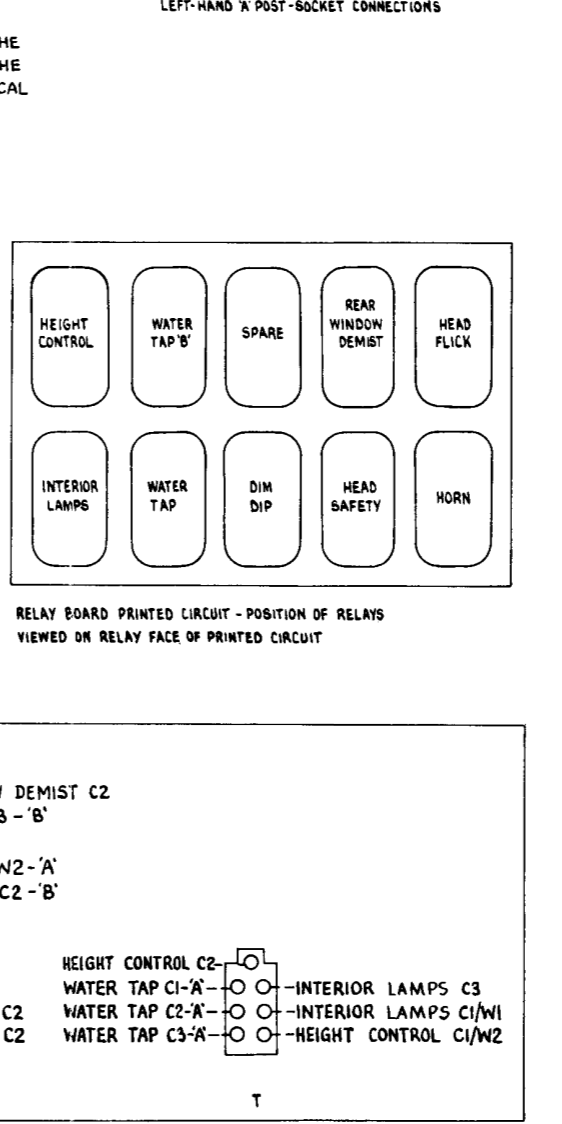 LEFT-HAND 'A' POST-SOCKET CONNECTIONS
HE
HE
CAL
HEIGHT CONTROL
WATER TAP 'B'
SPARE
REAR WINDOW DEMIST
HEAD FLICK
INTERIOR LAMPS
WATER TAP
DIM DIP
HEAD SAFETY
HORN
RELAY BOARD PRINTED CIRCUIT - POSITION OF RELAYS
VIEWED ON RELAY FACE OF PRINTED CIRCUIT
DEMIST C2
3 - 'B'
W2 - 'A'
C2 - 'B'
HEIGHT CONTROL C2
WATER TAP C1-'A' INTERIOR LAMPS C3
C2 WATER TAP C2-'A' INTERIOR LAMPS C1/W1
C2 WATER TAP C3-'A' HEIGHT CONTROL C1/W2
T